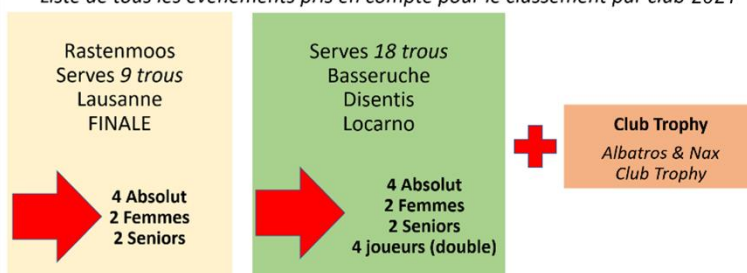 Liste de tous les événements pris en compte pour le classement par club 2021
Rastenmoos
Serves 9 trous
Lausanne
FINALE
4 Absolut
2 Femmes
2 Seniors
Serves 18 trous
Basseruche
Disentis
Locarno
4 Absolut
2 Femmes
2 Seniors
4 joueurs (double)
Club Trophy
Albatros & Nax
Club Trophy